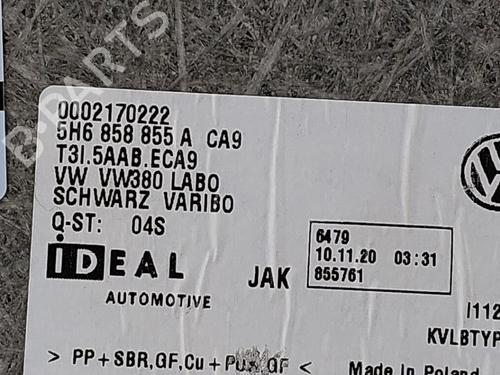 B-PARTS
0002170222
5H6 858 855 A CA9
T3I.5AAB.ECA9
VW VW380 LABO
SCHWARZ VARIBO
Q-ST: 04S
iDEAL
AUTOMOTIVE
JAK
6479
10.11.20 03:31
855761
I112
KVLBTYP
> PP+SBR,GF,Cu+PUR,GF <
Made in Poland